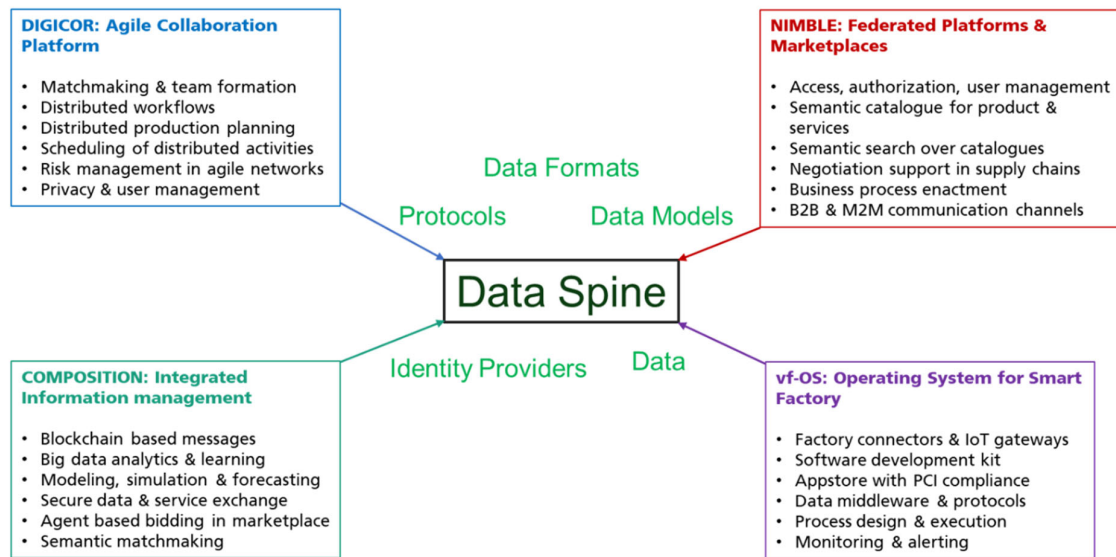 DIGICOR: Agile Collaboration
Platform
• Matchmaking & team formation
• Distributed workflows
• Distributed production planning
• Scheduling of distributed activities
• Risk management in agile networks
• Privacy & user management
NIMBLE: Federated Platforms &
Marketplaces
• Access, authorization, user management
• Semantic catalogue for product &
services
• Semantic search over catalogues
• Negotiation support in supply chains
• Business process enactment
• B2B & M2M communication channels
Data Formats
Protocols
Data Models
Data Spine
Identity Providers
Data
COMPOSITION: Integrated
Information management
• Blockchain based messages
• Big data analytics & learning
• Modeling, simulation & forecasting
• Secure data & service exchange
• Agent based bidding in marketplace
• Semantic matchmaking
vf-OS: Operating System for Smart
Factory
• Factory connectors & IoT gateways
• Software development kit
• Appstore with PCI compliance
• Data middleware & protocols
• Process design & execution
• Monitoring & alerting